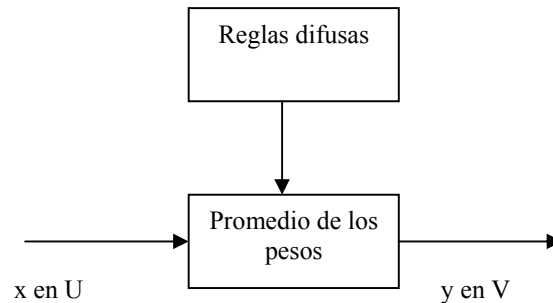 Reglas difusas
Promedio de los
pesos
x en U
y en V